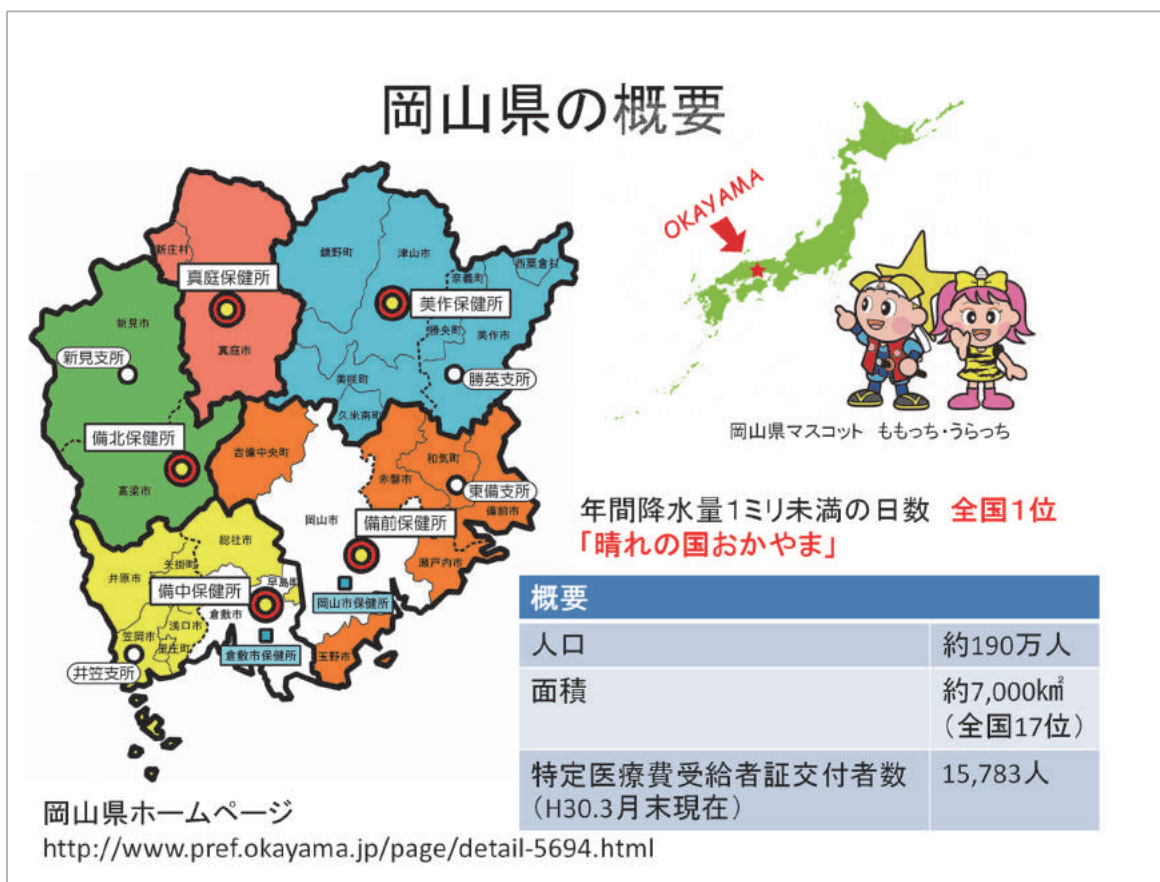 岡山県の概要
新庄村
真庭保健所
真庭市
鏡野町
津山市
奈義町
西粟倉村
美作保健所
勝央町
美作市
勝英支所
美咲町
久米南町
新見市
新見支所
備北保健所
高梁市
吉備中央町
和気町
赤磐市
東備支所
備前市
岡山市
備前保健所
瀬戸内市
岡山市保健所
総社市
井原市
矢掛町
早島町
備中保健所
倉敷市
浅口市
笠岡市
里庄町
井笠支所
倉敷市保健所
玉野市
OKAYAMA
岡山県マスコット ももっち・うらっち
年間降水量1ミリ未満の日数 全国1位
「晴れの国おかやま」
概要
人口 約190万人
面積 約7,000k㎡
(全国17位)
特定医療費受給者証交付者数 15,783人
(H30.3月末現在)
岡山県ホームページ
http://www.pref.okayama.jp/page/detail-5694.html